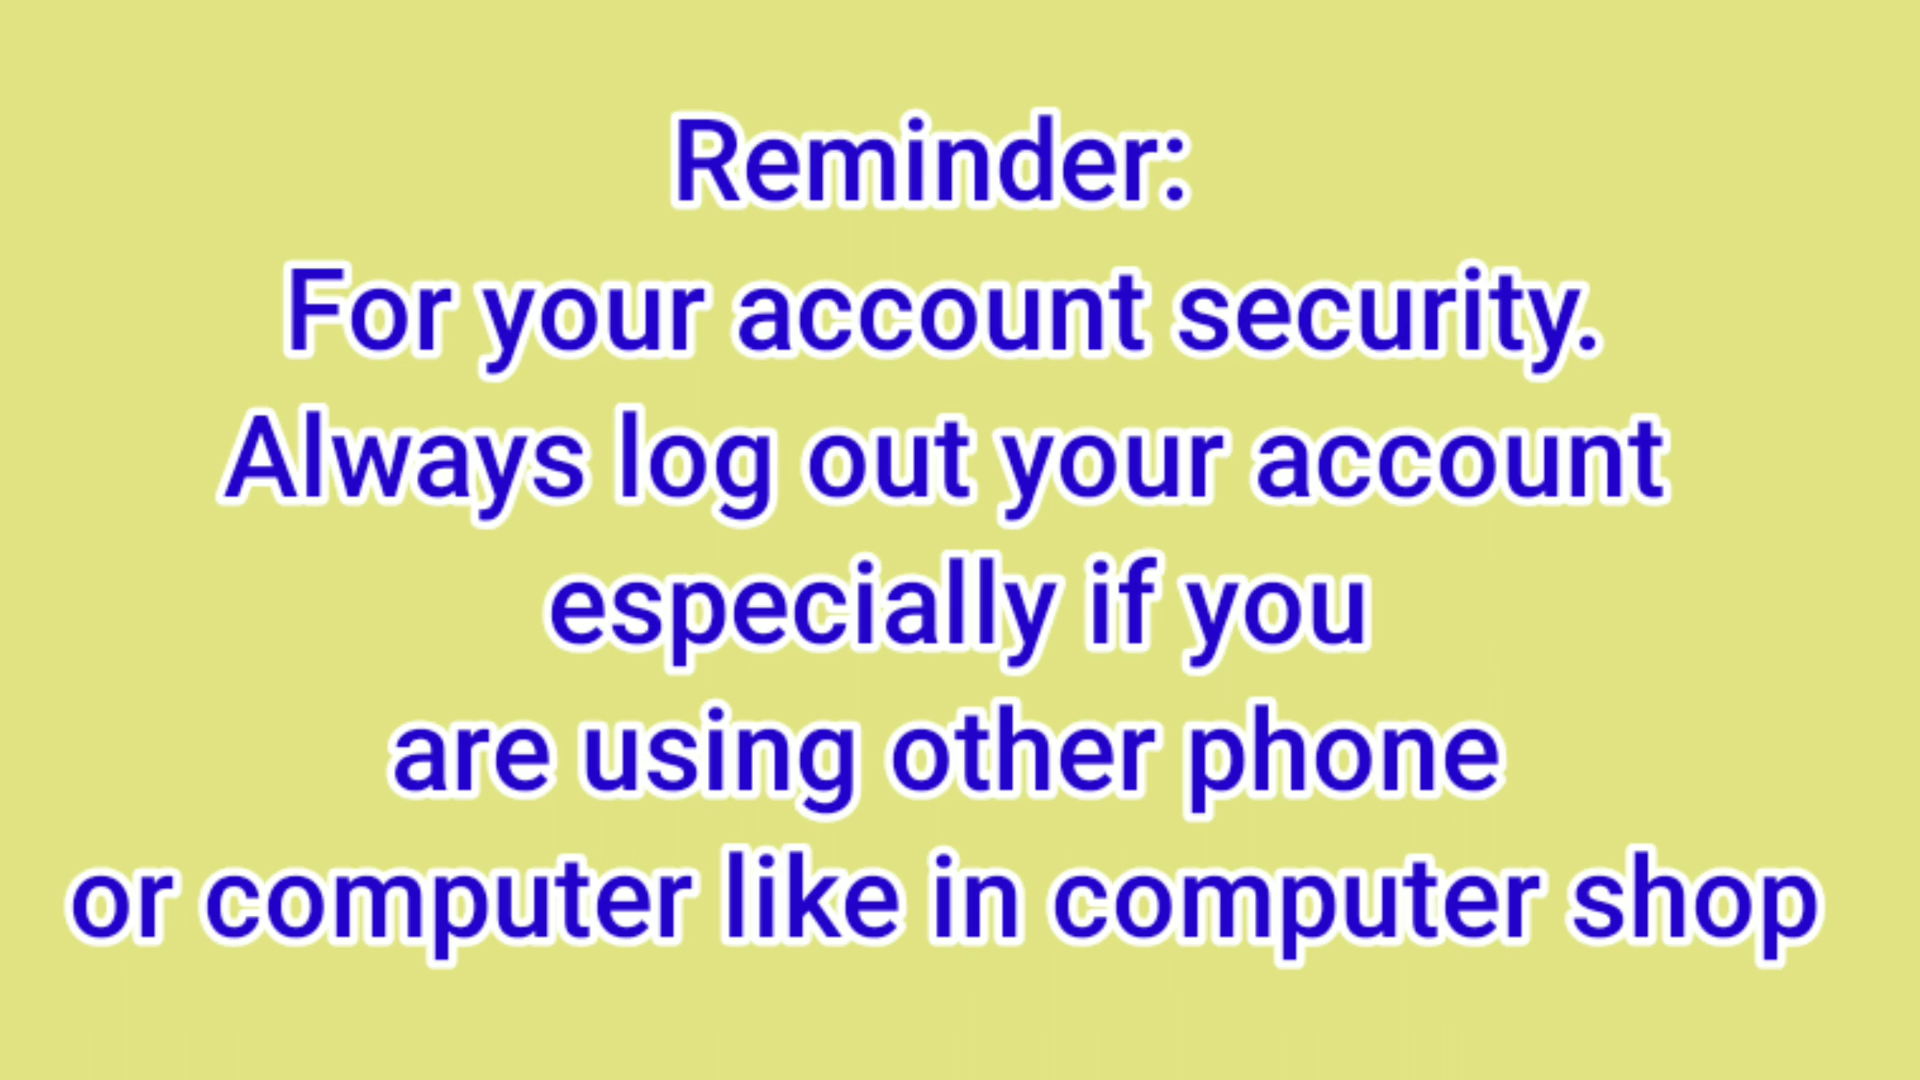 Reminder:
For your account security.
Always log out your account
especially if you
are using other phone
or computer like in computer shop